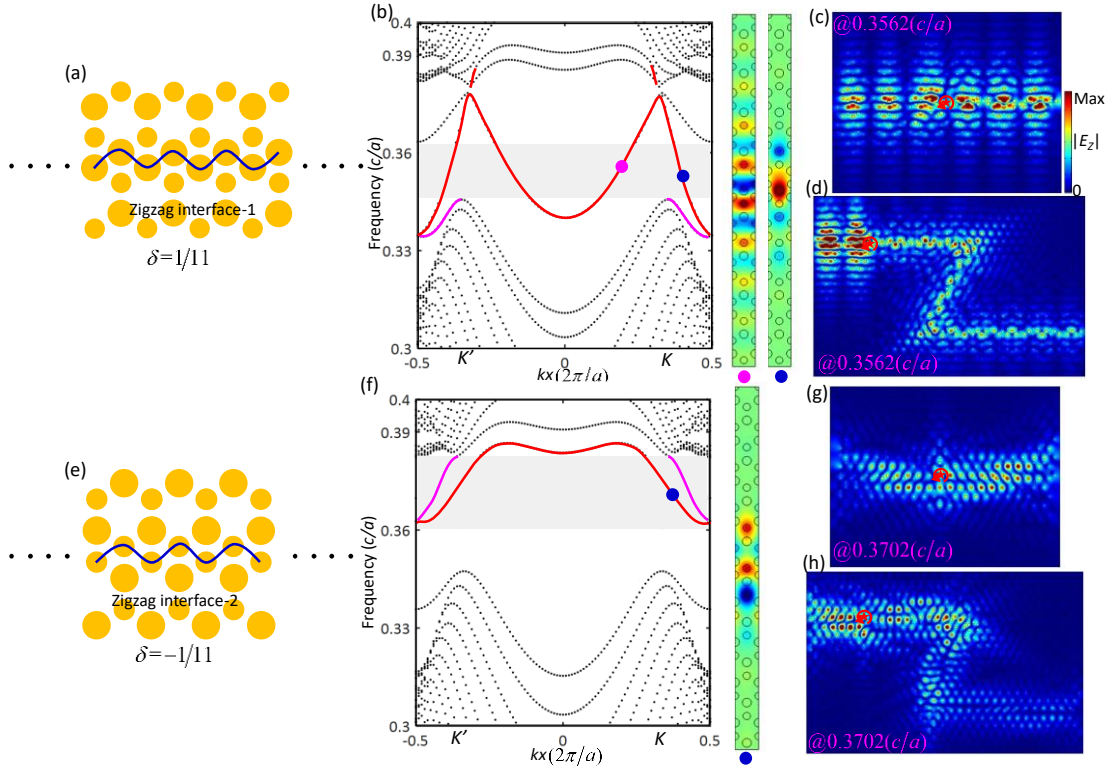 (a)
Zigzag interface-1
δ=1/11
(b)
0.4
0.39
0.36
0.33
0.3
Frequency (c/a)
-0.5
K'
0
K
0.5
kx(2π/a)
(c)
@0.3562(c/a)
Max
|E_Z|
0
(d)
@0.3562(c/a)
(e)
Zigzag interface-2
δ=−1/11
(f)
0.4
0.39
0.36
0.33
0.3
Frequency (c/a)
-0.5
K'
0
K
0.5
kx(2π/a)
(g)
@0.3702(c/a)
(h)
@0.3702(c/a)